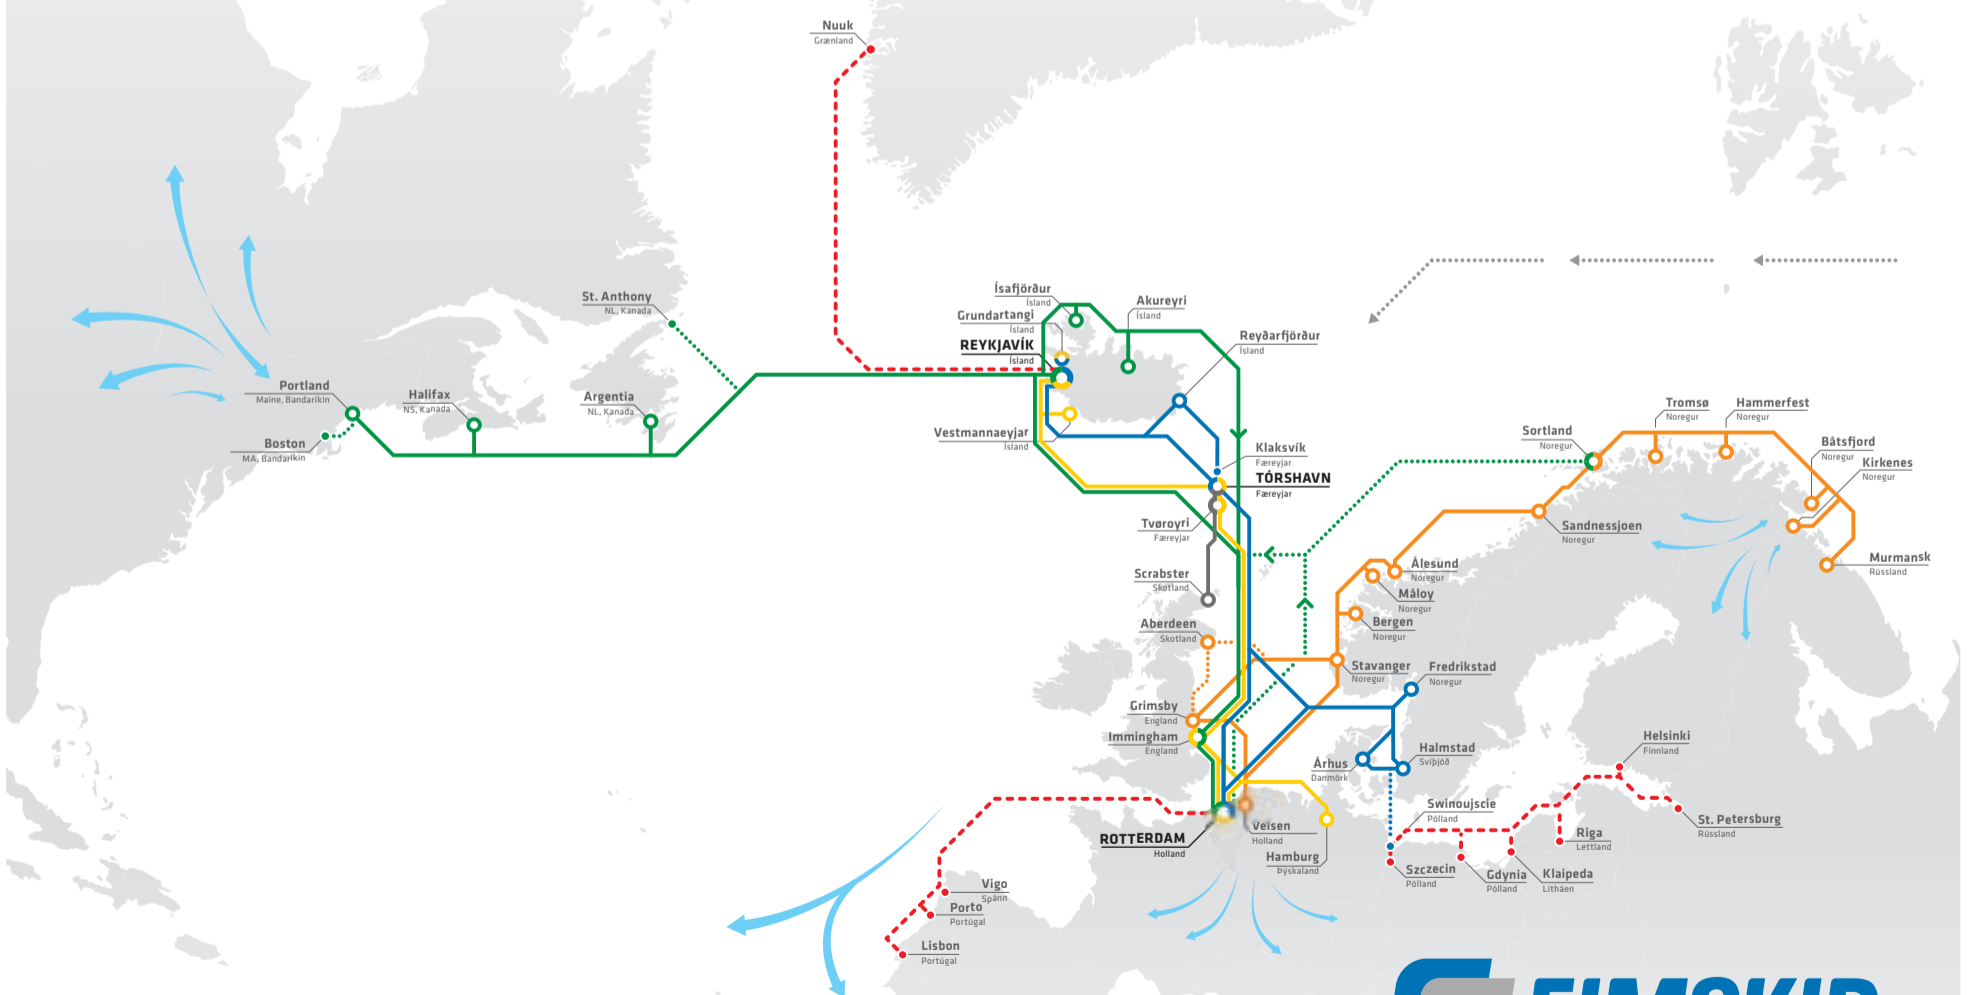 Nuuk
Grænland
St. Anthony
NL, Kanada
Portland
Maine, Bandaríkin
Halifax
NS, Kanada
Argentia
NL, Kanada
Boston
MA, Bandaríkin
Ísafjörður
Ísland
Grundartangi
Ísland
REYKJAVÍK
Ísland
Akureyri
Ísland
Reyðarfjörður
Ísland
Vestmannaeyjar
Ísland
Klaksvík
Færeyjar
TÓRSHAVN
Færeyjar
Tvøroyri
Færeyjar
Scrabster
Skotland
Aberdeen
Skotland
Grimsby
England
Immingham
England
Sortland
Noregur
Tromsø
Noregur
Hammerfest
Noregur
Båtsfjord
Noregur
Kirkenes
Noregur
Sandnessjoen
Noregur
Murmansk
Rússland
Ålesund
Noregur
Måloy
Noregur
Bergen
Noregur
Stavanger
Noregur
Fredrikstad
Noregur
Århus
Danmörk
Halmstad
Svíþjóð
Helsinki
Finnland
Swinoujscie
Pólland
St. Petersburg
Rússland
Riga
Lettland
ROTTERDAM
Holland
Velsen
Holland
Hamburg
Þýskaland
Szczecin
Pólland
Gdynia
Pólland
Klaipeda
Litháen
Vigo
Spánn
Porto
Portúgal
Lisbon
Portúgal
EIMSKIP